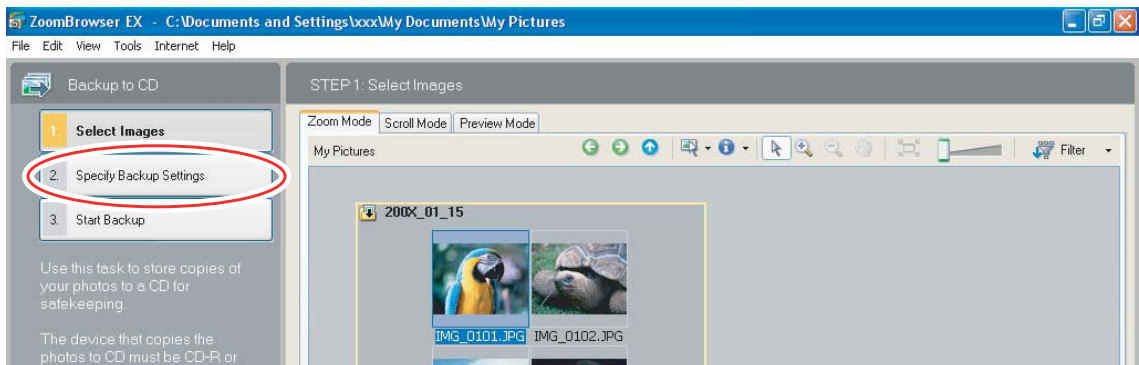 ZoomBrowser EX - C:\Documents and Settings\xxx\My Documents\My Pictures
File Edit View Tools Internet Help
Backup to CD
1. Select Images
2. Specify Backup Settings
3. Start Backup
Use this task to store copies of
your photos to a CD for
safekeeping.
The device that copies the
photos to CD must be CD-R or
STEP 1: Select Images
Zoom Mode Scroll Mode Preview Mode
My Pictures
Filter
200X_01_15
IMG_0101.JPG IMG_0102.JPG